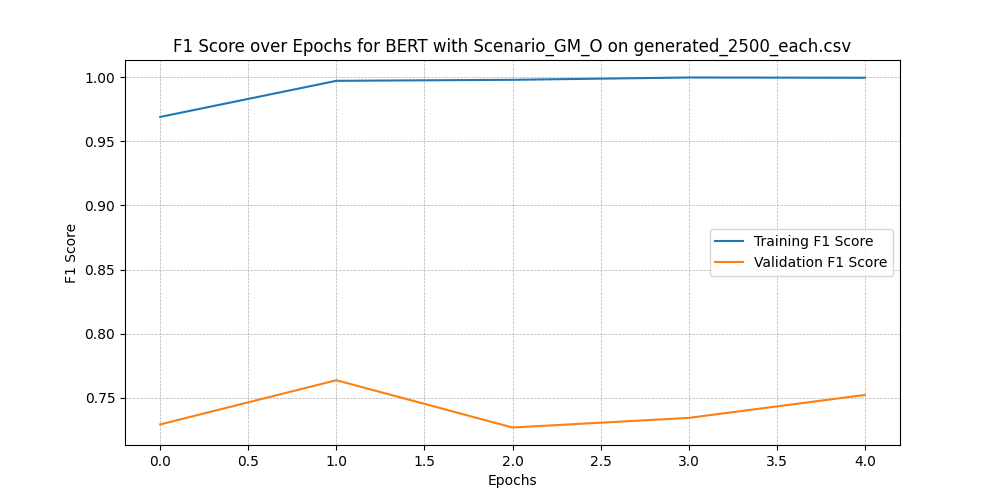 F1 Score over Epochs for BERT with Scenario_GM_O on generated_2500_each.csv
F1 Score
1.00
0.95
0.90
0.85
0.80
0.75
Training F1 Score
Validation F1 Score
0.0 0.5 1.0 1.5 2.0 2.5 3.0 3.5 4.0
Epochs